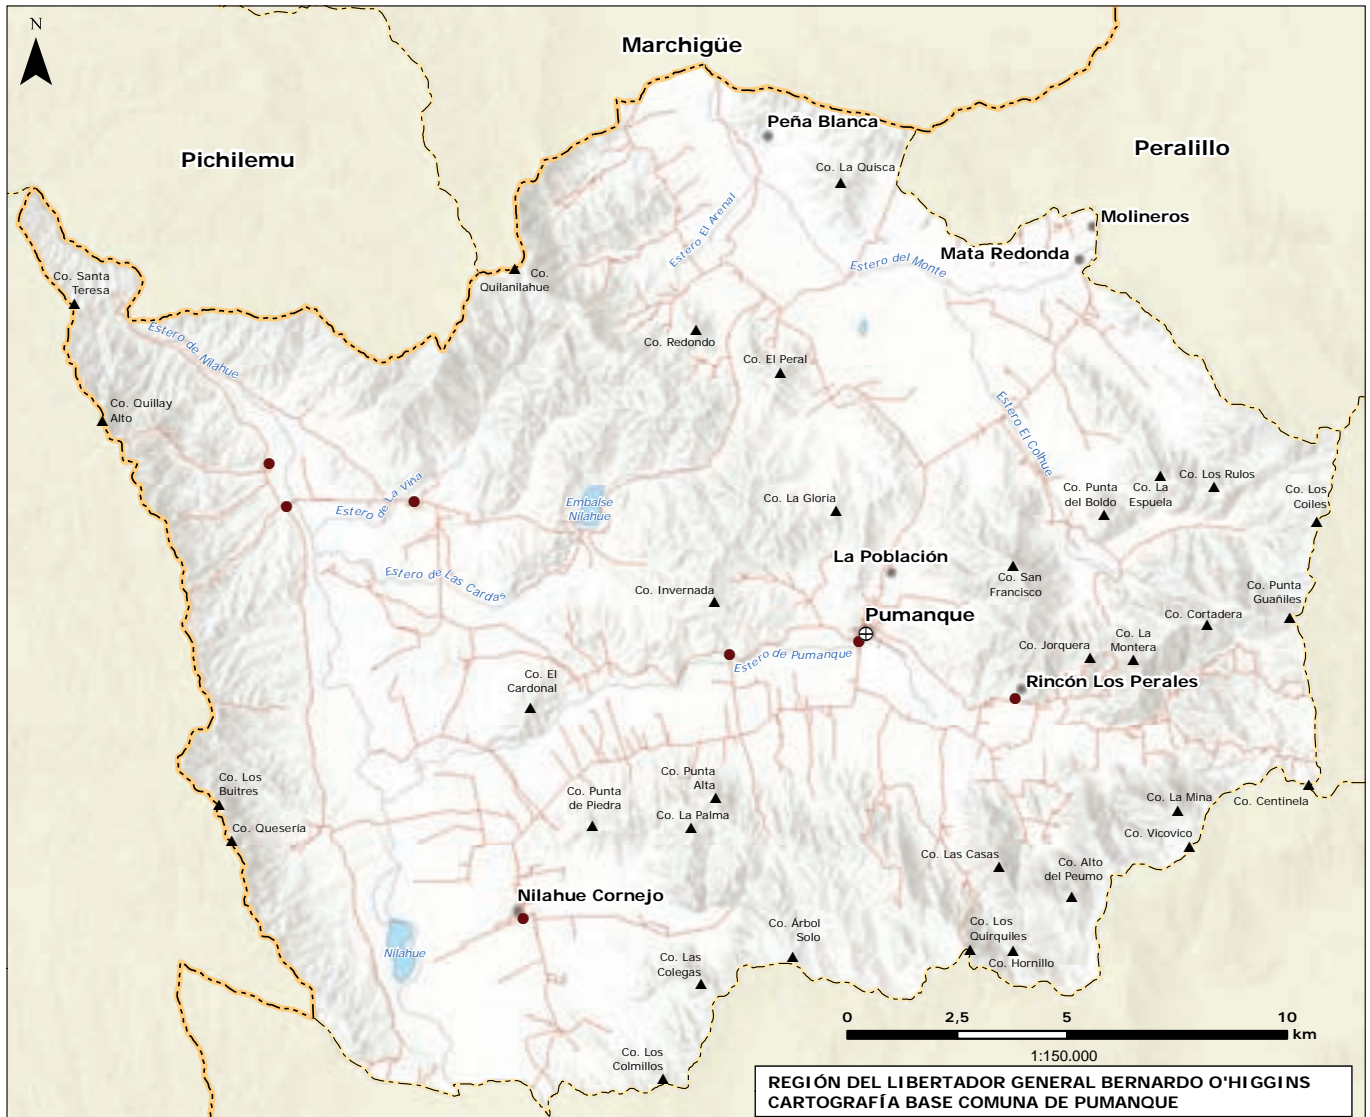 N
Marchigüe
Peña Blanca
Pichilemu
Peralillo
Co. La Quisca
Molineros
Estero El Arenal
Mata Redonda
Estero del Monte
Co. Santa
Teresa
Co.
Quilanilahue
Estero de Nilahue
Co. Redondo
Co. El Peral
Co. Quillay
Alto
Estero El Colhue
Estero de La Viña
Embalse
Nilahue
Co. La Gloria
Co. Punta
del Boldo
Co. La
Espuela
Co. Los Rulos
Co. Los
Coiles
La Población
Estero de Las Cardas
Co. Invernada
Co. San
Francisco
Co. Punta
Guañiles
Pumanque
Co. Cortadera
Estero de Pumanque
Co. Jorquera
Co. La
Montera
Co. El
Cardonal
Rincón Los Perales
Co. Los
Buitres
Co. Punta
de Piedra
Co. Punta
Alta
Co. La Palma
Co. La Mina
Co. Centinela
Co. Quesería
Co. Vicovico
Co. Las Casas
Co. Alto
del Peumo
Nilahue Cornejo
Nilahue
Co. Árbol
Solo
Co. Los
Quirquiles
Co. Hornillo
Co. Las
Colegas
0 2,5 5 10
km
1:150.000
Co. Los
Colmillos
REGIÓN DEL LIBERTADOR GENERAL BERNARDO O'HIGGINS
CARTOGRAFÍA BASE COMUNA DE PUMANQUE